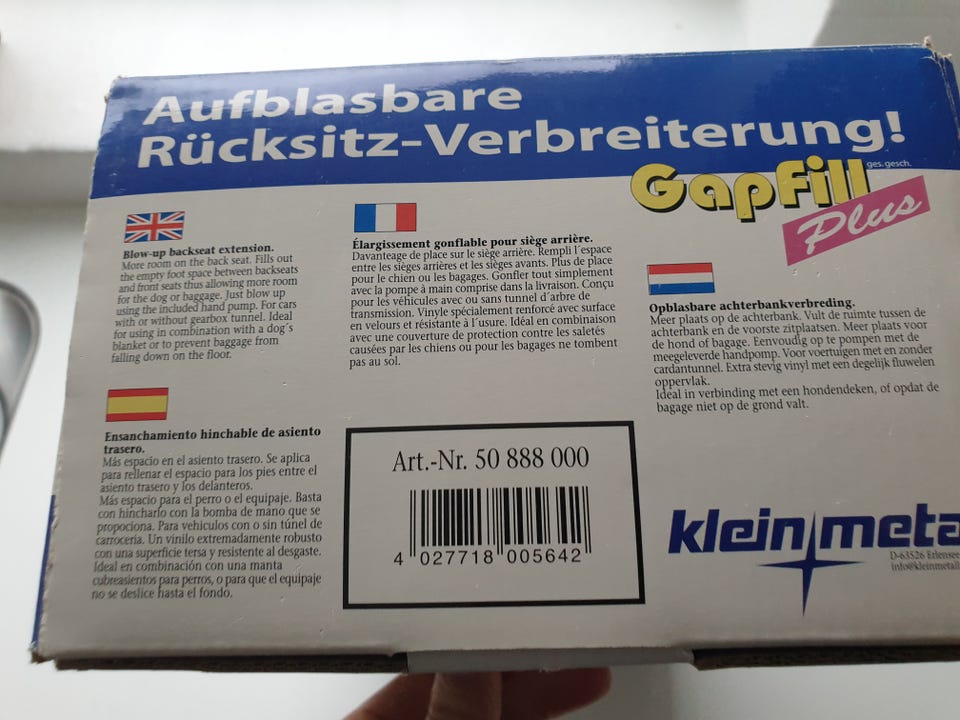 Aufblasbare
Rücksitz-Verbreiterung!
GapFill
ges. gesch.
Plus
Blow-up backseat extension.
More room on the back seat. Fills out
the empty foot space between backseats
and front seats thus allowing more room
for the dog or baggage. Just blow up
using the included hand pump. For cars
with or without gearbox tunnel. Ideal
for using in combination with a dog´s
blanket or to prevent baggage from
falling down on the floor.
Élargissement gonflable pour siège arrière.
Davanteage de place sur le siège arrière. Rempli l´espace
entre les sièges arrières et les sièges avants. Plus de place
pour le chien ou les bagages. Gonfler tout simplement
avec la pompe à main comprise dans la livraison. Conçu
pour les véhicules avec ou sans tunnel d´arbre de
transmission. Vinyle spécialement renforcé avec surface
en velours et résistante à l´usure. Idéal en combinaison
avec une couverture de protection contre les saletés
causées par les chiens ou pour les bagages ne tombent
pas au sol.
Opblasbare achterbankverbreding.
Meer plaats op de achterbank. Vult de ruimte tussen de
achterbank en de voorste zitplaatsen. Meer plaats voor
de hond of bagage. Eenvoudig op te pompen met de
meegeleverde handpomp. Voor voertuigen met en zonder
cardantunnel. Extra stevig vinyl met een degelijk fluwelen
oppervlak.
Ideal in verbinding met een hondendeken, of opdat de
bagage niet op de grond valt.
Ensanchamiento hinchable de asiento
trasero.
Más espacio en el asiento trasero. Se aplica
para rellenar el espacio para los pies entre el
asiento trasero y los delanteros.
Más espacio para el perro o el equipaje. Basta
con hincharlo con la bomba de mano que se
propociona. Para vehiculos con o sin túnel de
carrocería. Un vinilo extremadamente robusto
con una superficie tersa y resistente al desgaste.
Ideal en combinación con una manta
cubreasientos para perros, o para que el equipaje
no se deslice hasta el fondo.
Art.-Nr. 50 888 000
4 027718 005642
klein meta
D-63526 Erlensee
info@kleinmetall